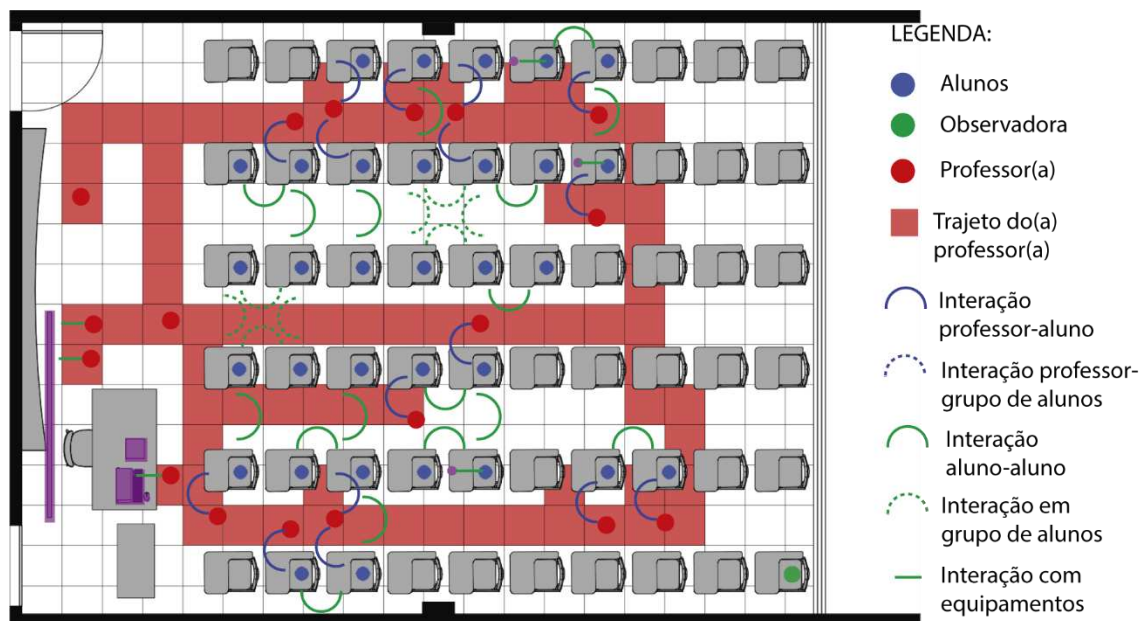 LEGENDA:
Alunos
Observadora
Professor(a)
Trajeto do(a)
professor(a)
Interação
professor-aluno
Interação professor-
grupo de alunos
Interação
aluno-aluno
Interação em
grupo de alunos
Interação com
equipamentos